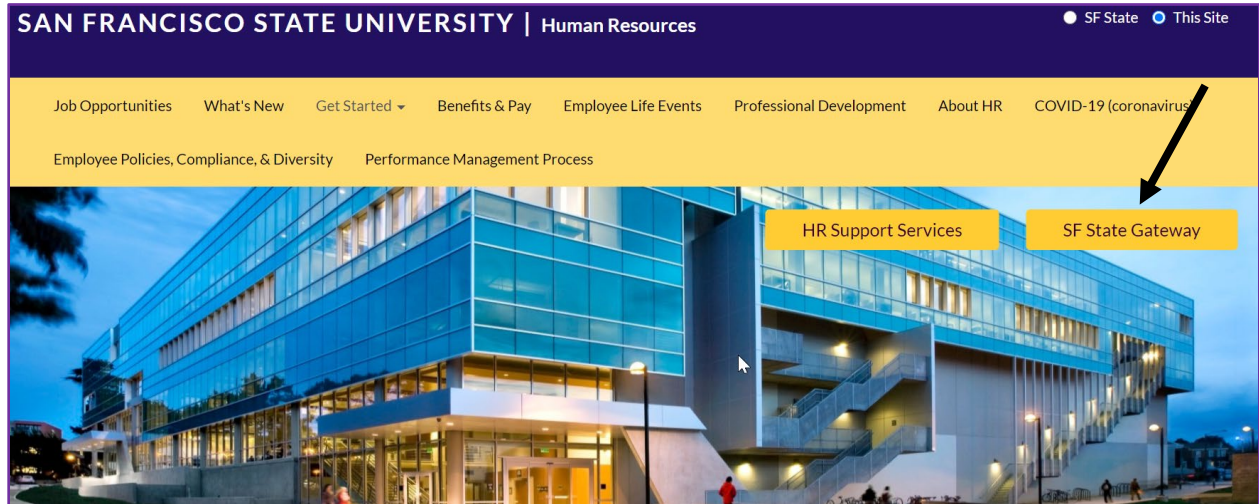 SAN FRANCISCO STATE UNIVERSITY | Human Resources
SF State This Site
Job Opportunities What's New Get Started Benefits & Pay Employee Life Events Professional Development About HR COVID-19 (coronavirus)
Employee Policies, Compliance, & Diversity Performance Management Process
HR Support Services SF State Gateway